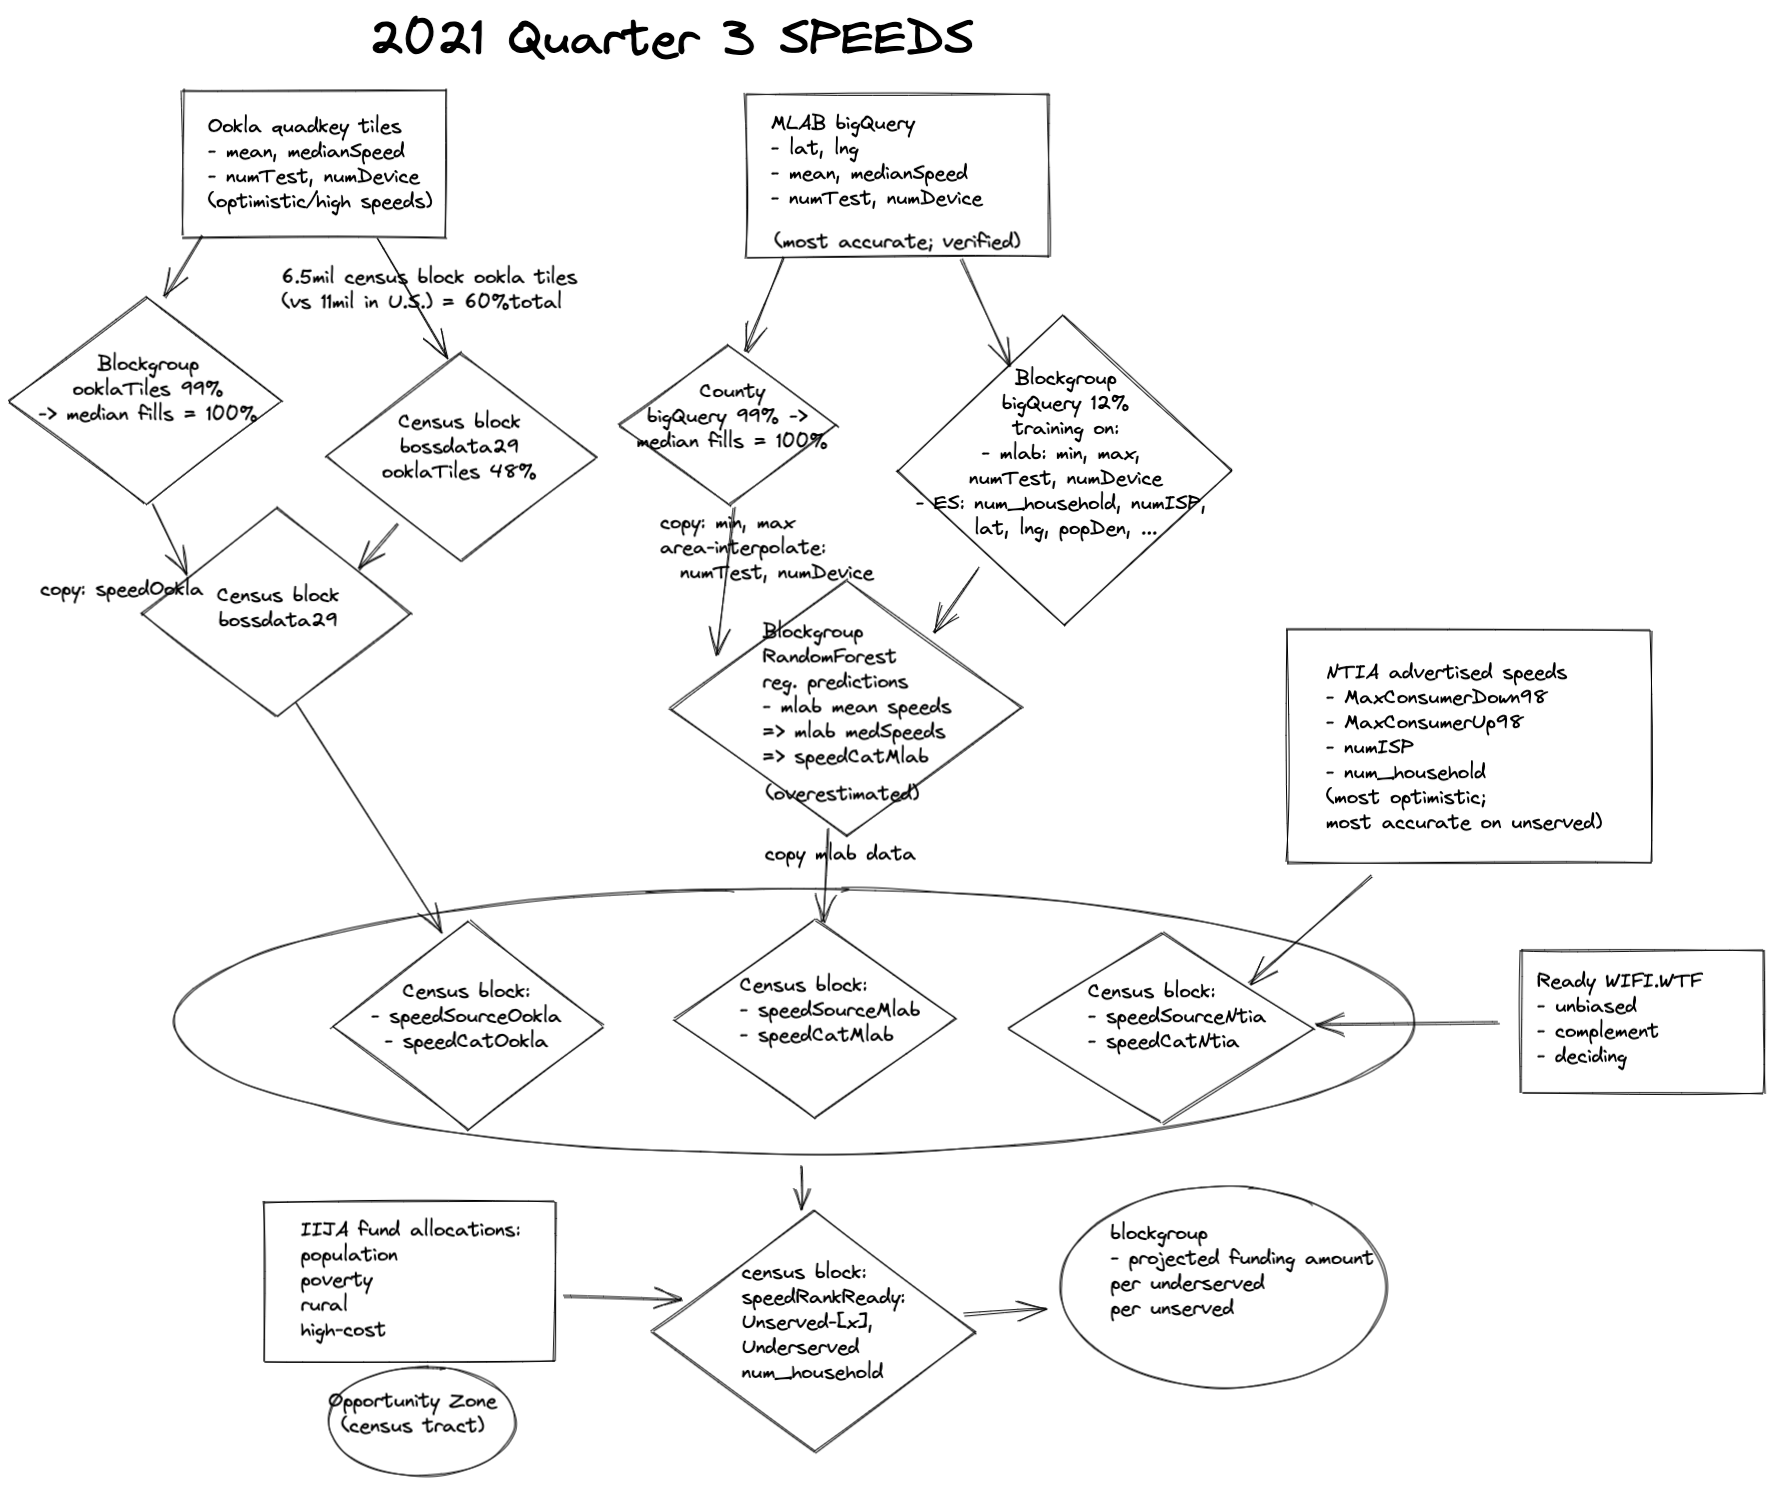 2021 Quarter 3 SPEEDS
Ookla quadkey tiles
- mean, medianSpeed
- numTest, numDevice
(optimistic/high speeds)
MLAB bigQuery
- lat, lng
- mean, medianSpeed
- numTest, numDevice
(most accurate; verified)
6.5mil census block ookla tiles
(vs 11mil in U.S.) = 60%total
Blockgroup
ooklaTiles 99%
-> median fills = 100%
Census block
bossdata29
ooklaTiles 48%
County
bigQuery 99% ->
median fills = 100%
Blockgroup
bigQuery 12%
training on:
- mlab: min, max,
numTest, numDevice
- ES: num_household, numISP,
lat, lng, popDen, ...
copy: speedOokla
Census block
bossdata29
copy: min, max
area-interpolate:
numTest, numDevice
Blockgroup
RandomForest
reg. predictions
- mlab mean speeds
=> mlab medSpeeds
=> speedCatMlab
(overestimated)
NTIA advertised speeds
- MaxConsumerDown98
- MaxConsumerUp98
- numISP
- num_household
(most optimistic;
most accurate on unserved)
copy mlab data
Census block:
- speedSourceOokla
- speedCatOokla
Census block:
- speedSourceMlab
- speedCatMlab
Census block:
- speedSourceNtia
- speedCatNtia
Ready WIFI.WTF
- unbiased
- complement
- deciding
IIJA fund allocations:
population
poverty
rural
high-cost
Opportunity Zone
(census tract)
census block:
speedRankReady:
Unserved-[x],
Underserved
num_household
blockgroup
- projected funding amount
per underserved
per unserved